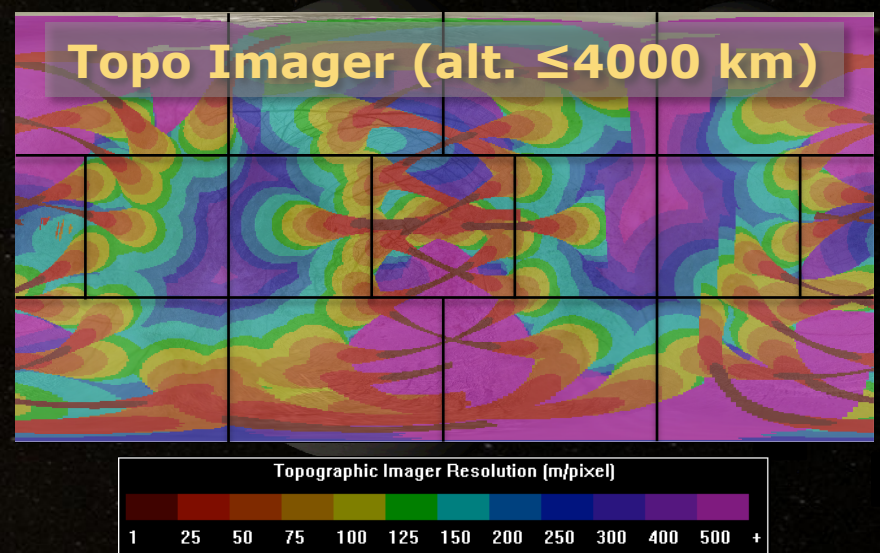 Topo Imager (alt. ≤4000 km)
Topographic Imager Resolution (m/pixel)
1 25 50 75 100 125 150 200 250 300 400 500 +